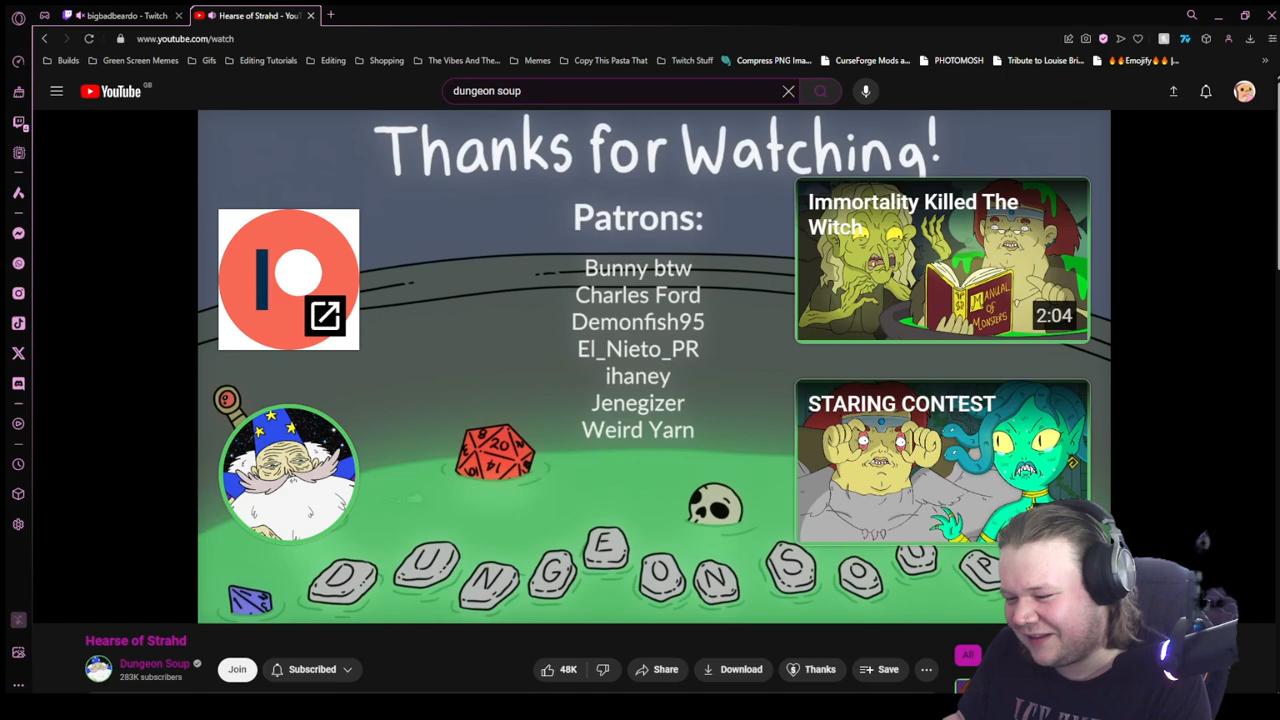 bigbadbeardo - Twitch
Hearse of Strahd - You
www.youtube.com/watch
Builds
Green Screen Memes
Gifs
Editing Tutorials
Editing
Shopping
The Vibes And The...
Memes
Copy This Pasta That
Twitch Stuff
Compress PNG Ima...
CurseForge Mods a...
PHOTOMOSH
Tribute to Louise Bri...
Emojify
YouTube GB
dungeon soup
Thanks for Watching!
Patrons:
Bunny btw
Charles Ford
Demonfish95
El_Nieto_PR
ihaney
Jenegizer
Weird Yarn
Immortality Killed The
Witch
MANUAL
OF
MONSTERS
2:04
STARING CONTEST
20
DUNGEON SOUP
Hearse of Strahd
Dungeon Soup
283K subscribers
Join
Subscribed
48K
Share
Download
Thanks
Save
All